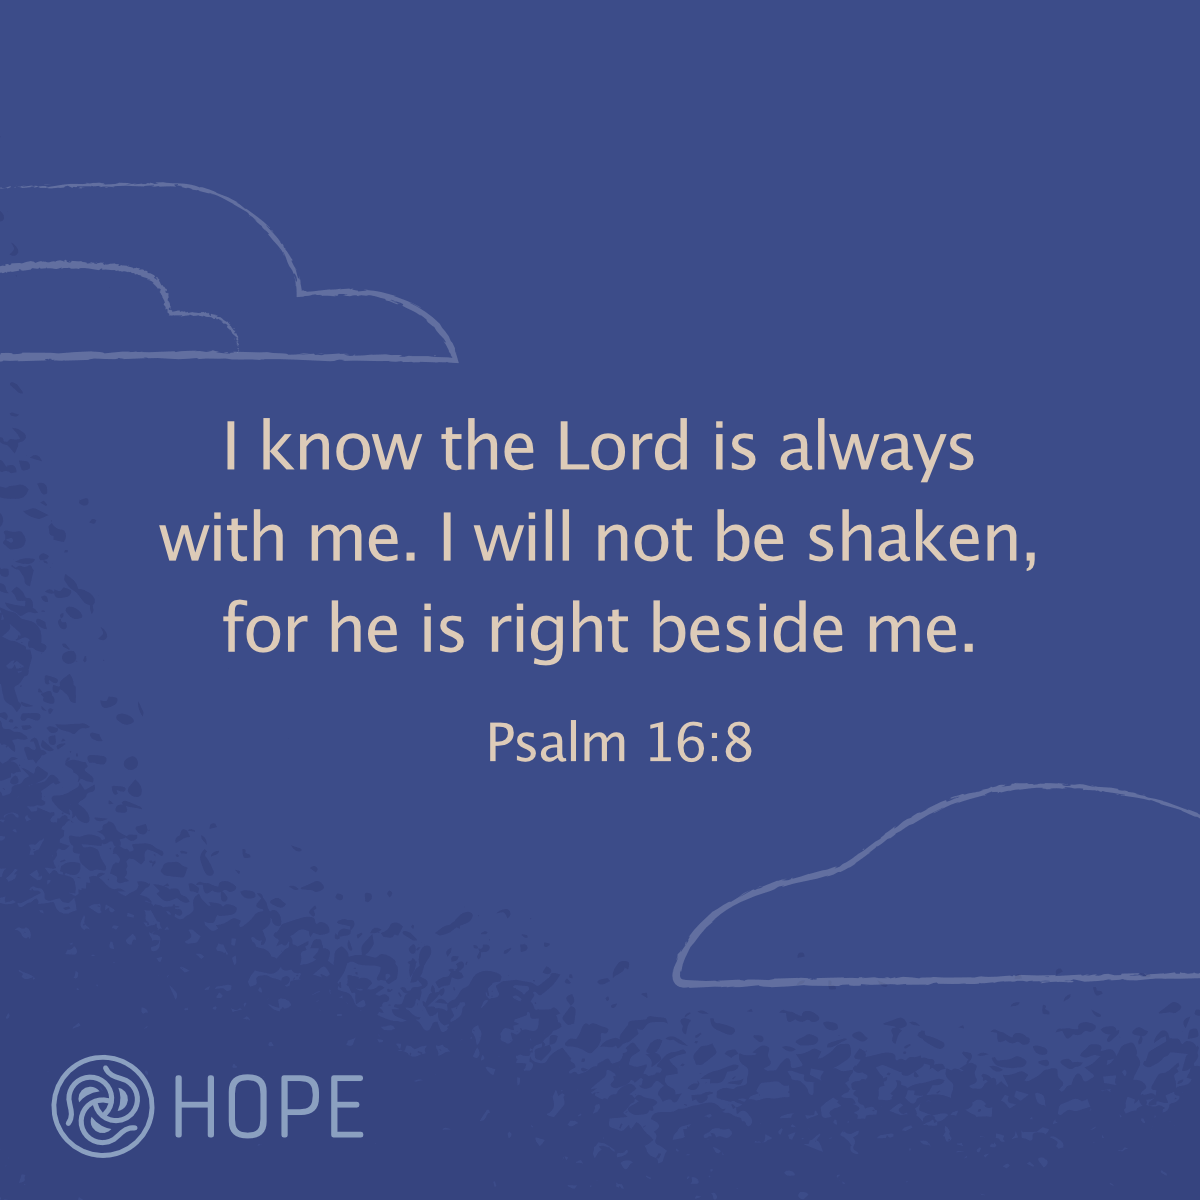 I know the Lord is always
with me. I will not be shaken,
for he is right beside me.
Psalm 16:8
HOPE